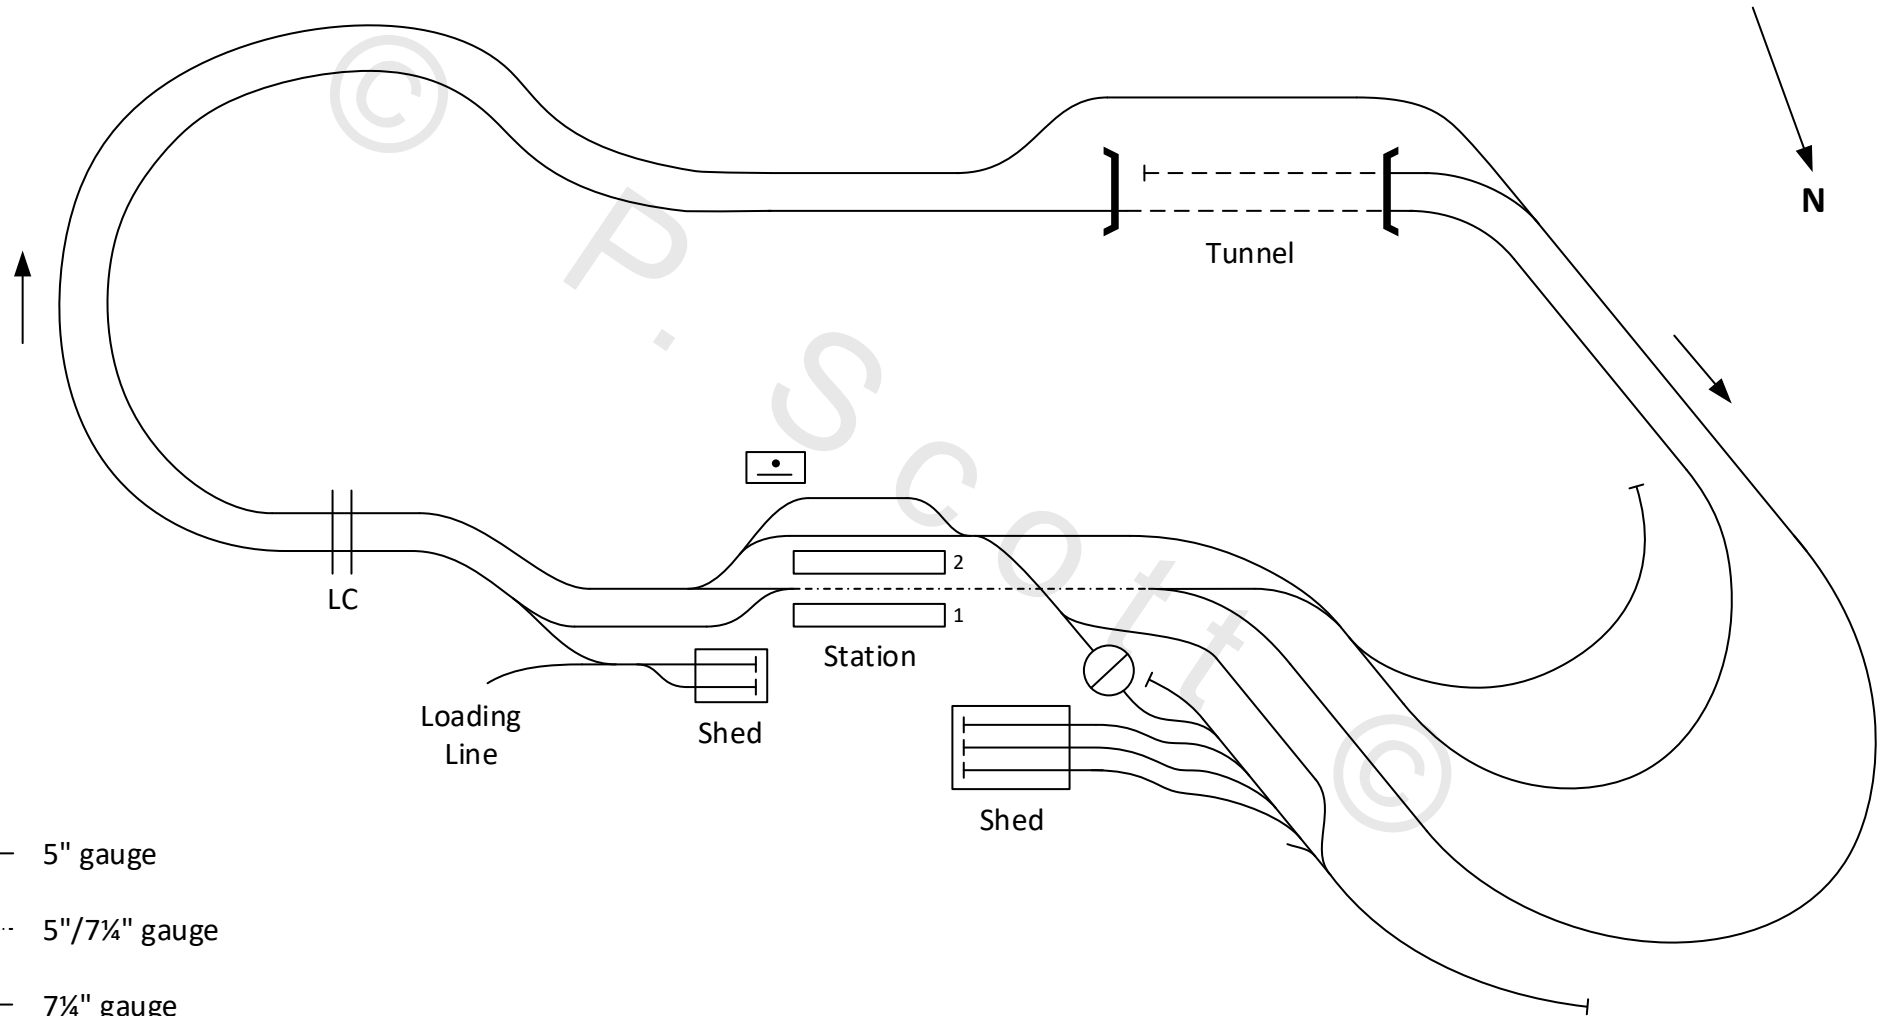 © P. Scott ©
N
Tunnel
2
LC
1
Station
Loading
Line
Shed
Shed
5" gauge
5"/7¼" gauge
7¼" gauge